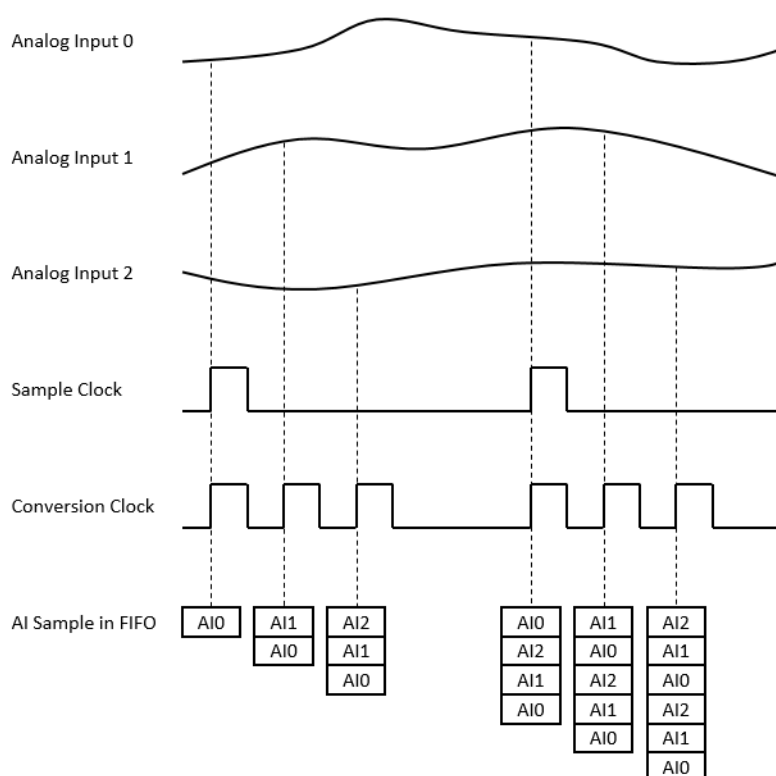 Analog Input 0
Analog Input 1
Analog Input 2
Sample Clock
Conversion Clock
AI Sample in FIFO AI0 AI1 AI2 AI0 AI1 AI2
AI0 AI1 AI2 AI0 AI1
AI0 AI1 AI2 AI0
AI0 AI1 AI2
AI0 AI1
AI0